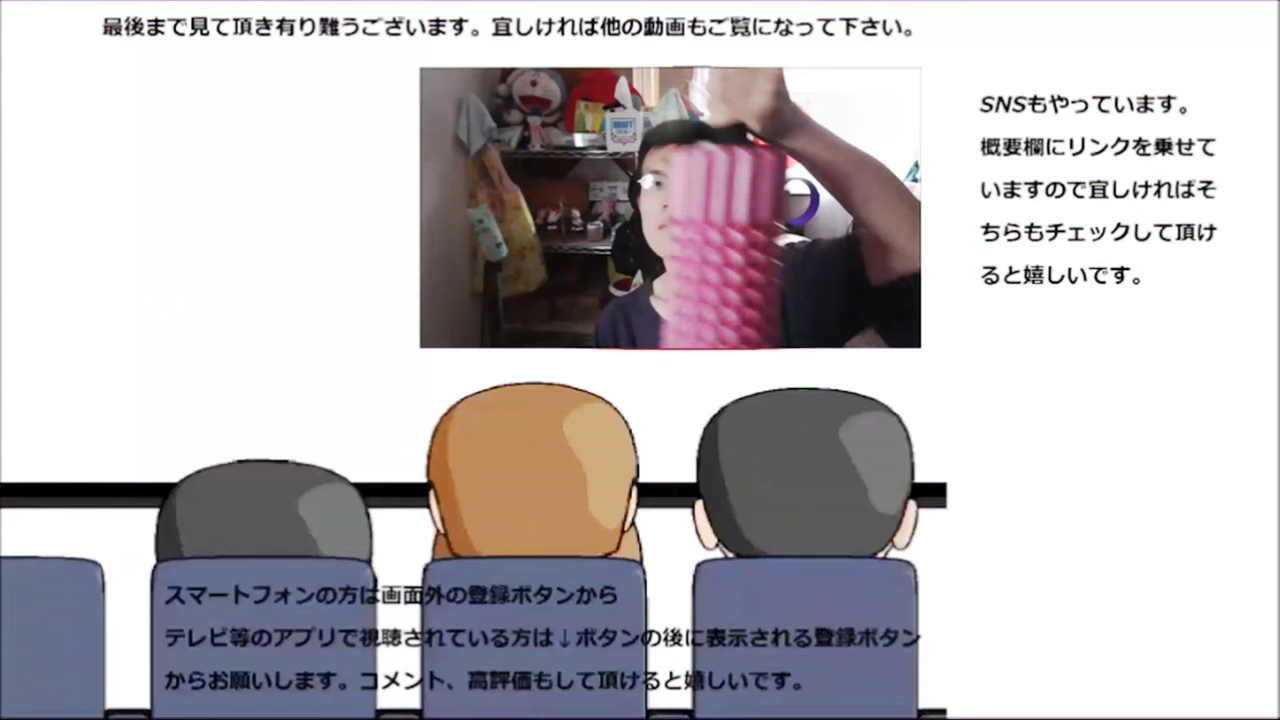 最後まで見て頂き有り難うございます。宜しければ他の動画もご覧になって下さい。
SNSもやっています。
概要欄にリンクを乗せて
いますので宜しければそ
ちらもチェックして頂け
ると嬉しいです。
スマートフォンの方は画面外の登録ボタンから
テレビ等のアプリで視聴されている方は↓ボタンの後に表示される登録ボタン
からお願いします。コメント、高評価もして頂けると嬉しいです。